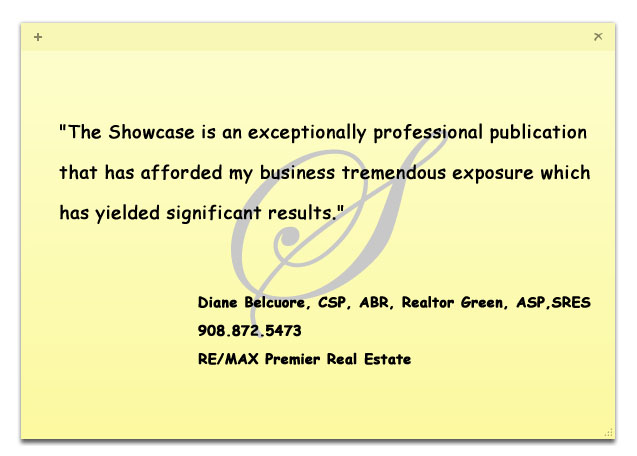 "The Showcase is an exceptionally professional publication
that has afforded my business tremendous exposure which
has yielded significant results."
S
Diane Belcuore, CSP, ABR, Realtor Green, ASP,SRES
908.872.5473
RE/MAX Premier Real Estate